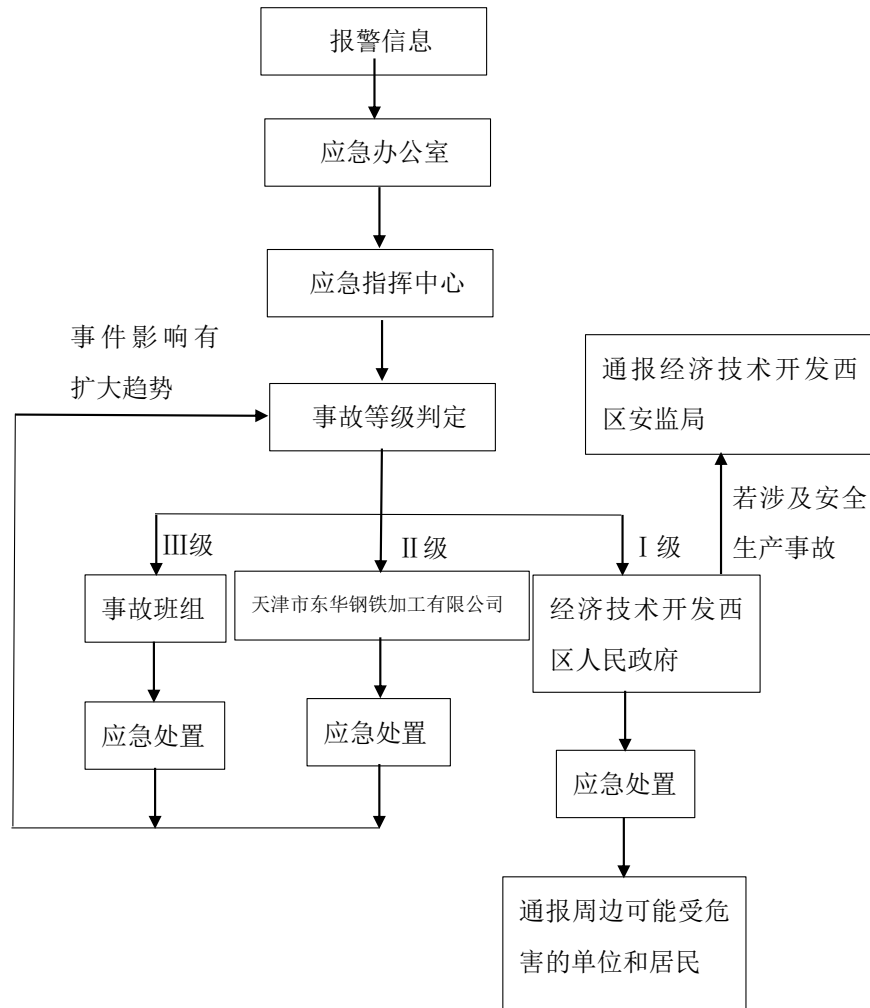 报警信息
应急办公室
应急指挥中心
事件影响有
扩大趋势
事故等级判定
通报经济技术开发西
区安监局
若涉及安全
生产事故
III级
II级
I级
事故班组
天津市东华钢铁加工有限公司
经济技术开发西
区人民政府
应急处置
应急处置
应急处置
通报周边可能受危
害的单位和居民